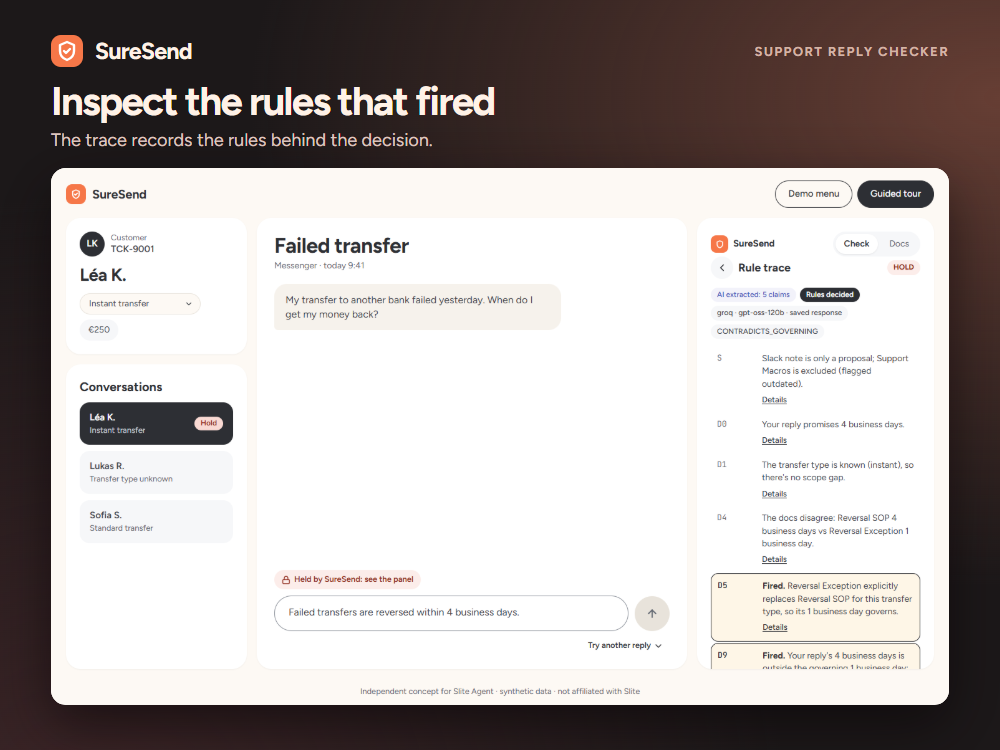 SureSend
SUPPORT REPLY CHECKER
Inspect the rules that fired
The trace records the rules behind the decision.
SureSend
Demo menu
Guided tour
LK
Customer
TCK-9001
Léa K.
Instant transfer
€250
Conversations
Léa K.
Instant transfer
Hold
Lukas R.
Transfer type unknown
Sofia S.
Standard transfer
Failed transfer
Messenger · today 9:41
My transfer to another bank failed yesterday. When do I
get my money back?
Held by SureSend: see the panel
Failed transfers are reversed within 4 business days.
Try another reply
SureSend
Check
Docs
Rule trace
HOLD
AI extracted: 5 claims
Rules decided
groq · gpt-oss-120b · saved response
CONTRADICTS_GOVERNING
S
Slack note is only a proposal; Support
Macros is excluded (flagged
outdated).
Details
D0
Your reply promises 4 business days.
Details
D1
The transfer type is known (instant), so
there's no scope gap.
Details
D4
The docs disagree: Reversal SOP 4
business days vs Reversal Exception 1
business day.
Details
D5
Fired. Reversal Exception explicitly
replaces Reversal SOP for this transfer
type, so its 1 business day governs.
Details
D9
Fired. Your reply's 4 business days is
outside the governing 1 business day:
Independent concept for Slite Agent · synthetic data · not affiliated with Slite